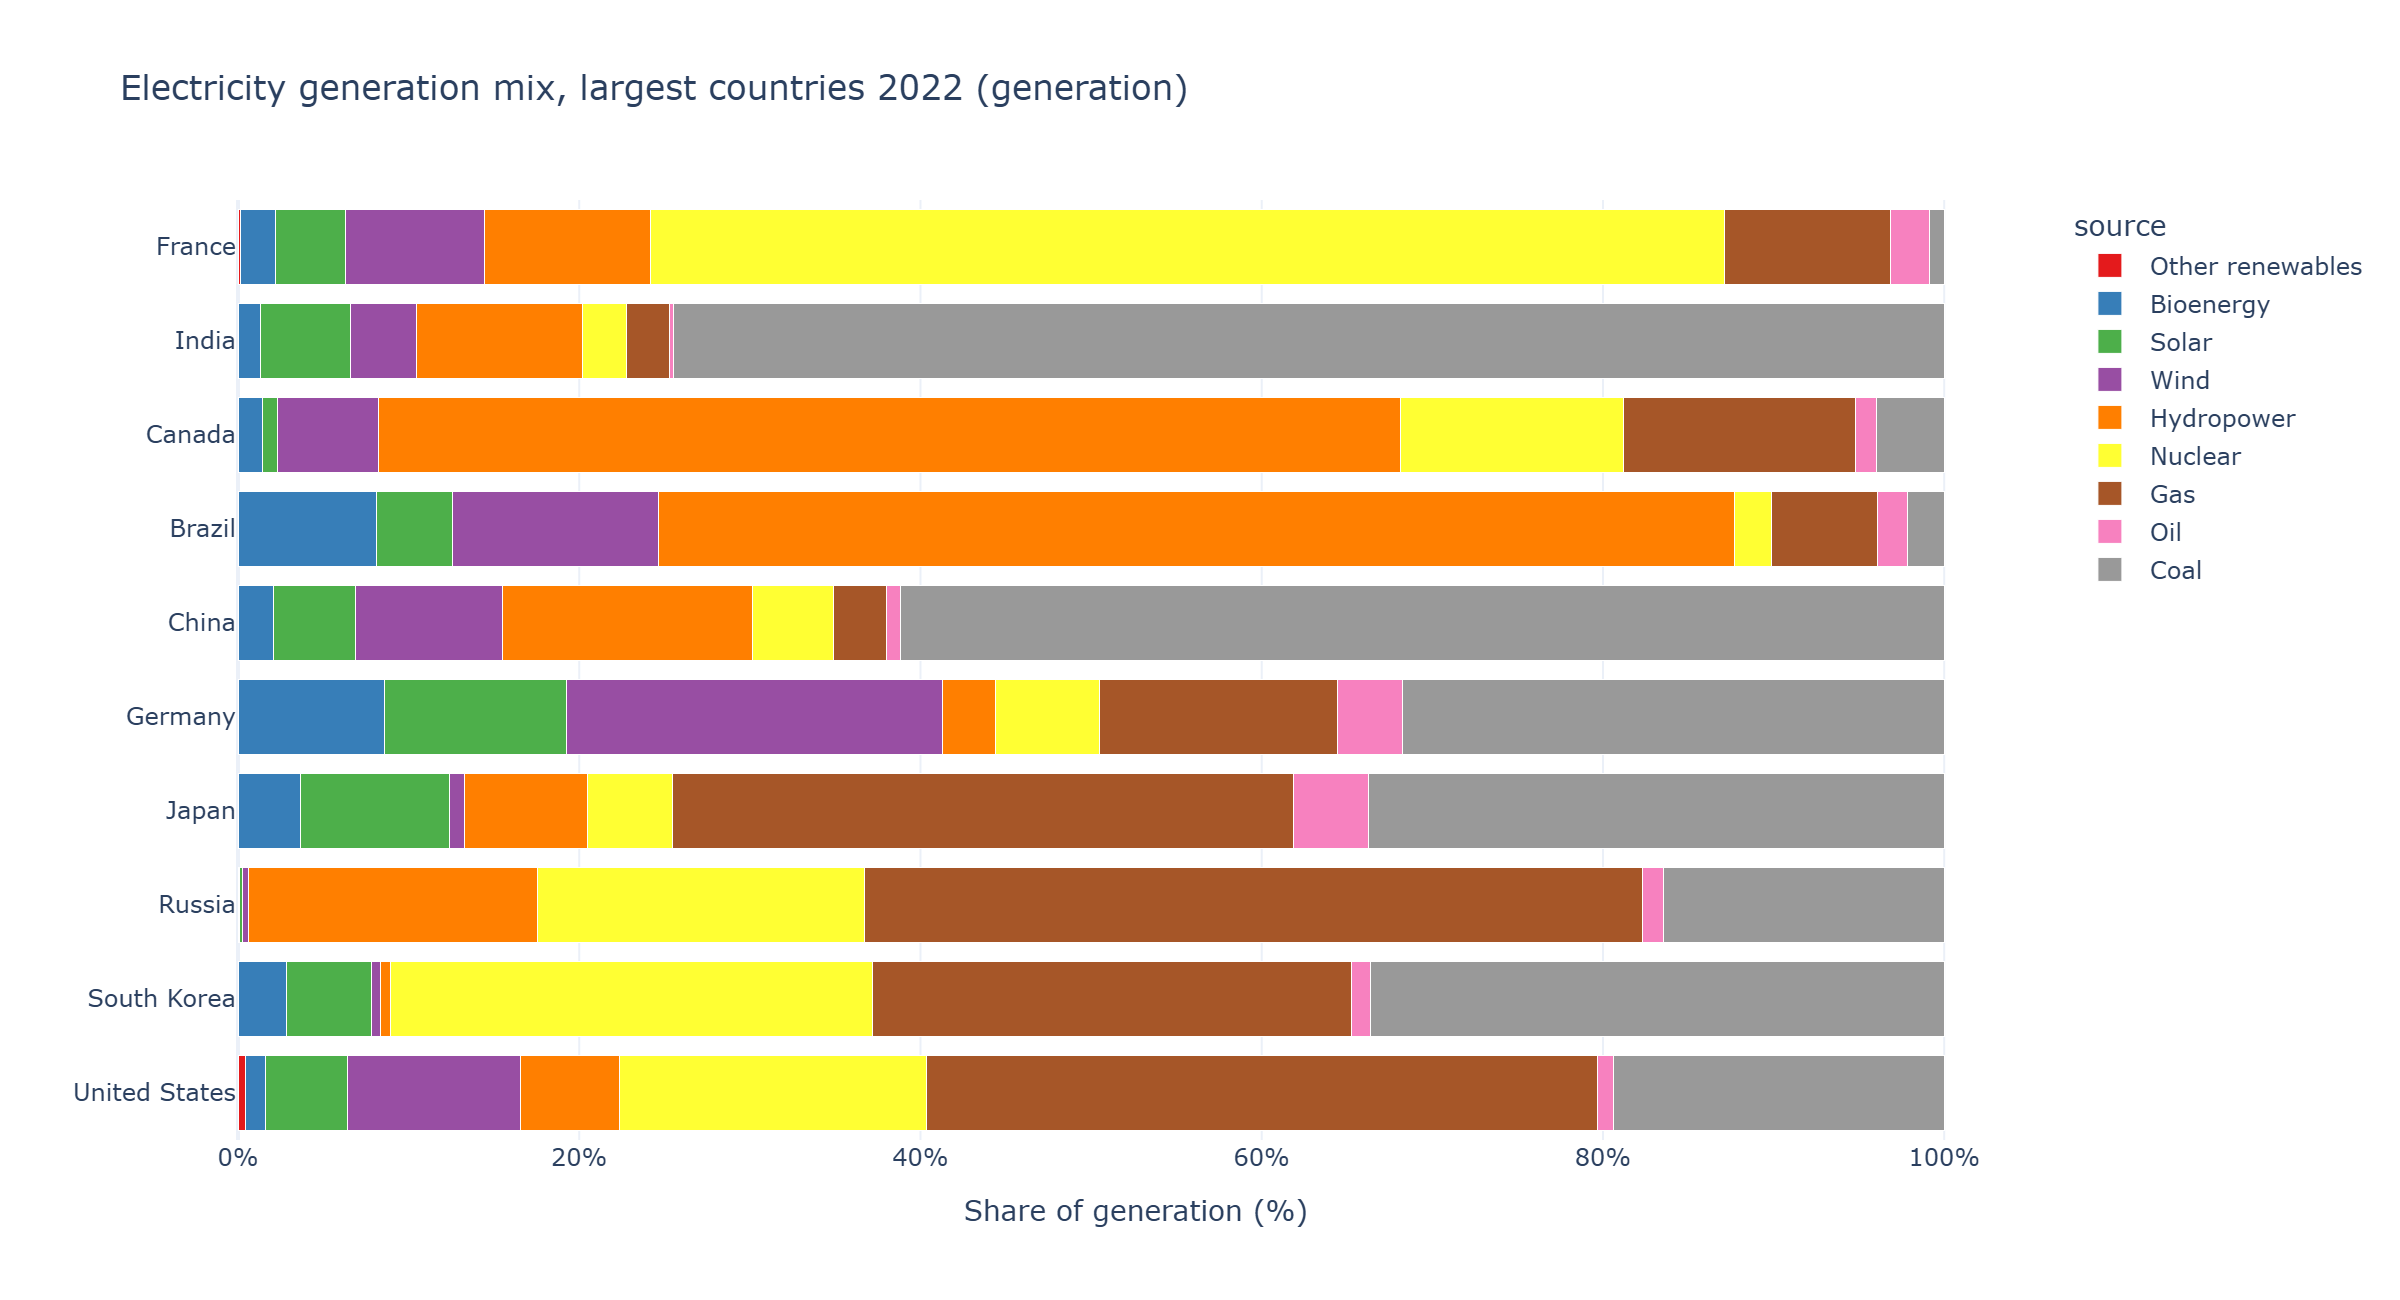 Electricity generation mix, largest countries 2022 (generation)
France
India
Canada
Brazil
China
Germany
Japan
Russia
South Korea
United States
0%
20%
40%
60%
80%
100%
Share of generation (%)
source
Other renewables
Bioenergy
Solar
Wind
Hydropower
Nuclear
Gas
Oil
Coal